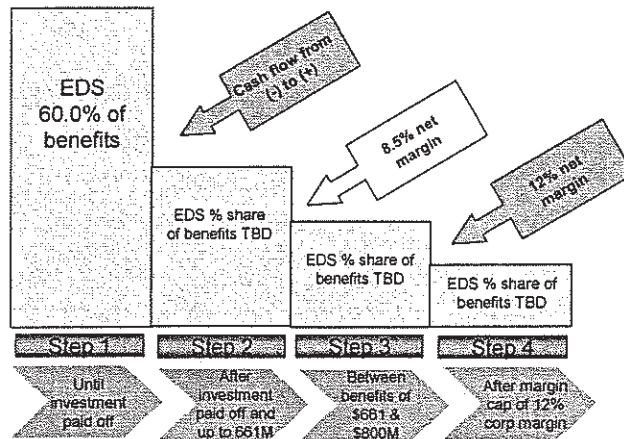 EDS
60.0% of
benefits
Cash flow from
(-) to (+)
8.5% net
margin
12% net
margin
EDS % share
of benefits TBD
EDS % share
of benefits TBD
EDS % share
of benefits TBD
Step 1
Step 2
Step 3
Step 4
Until
investment
paid off
After
investment
paid off and
up to 661M
Between
benefits of
$661 &
$800M
After margin
cap of 12%
corp margin